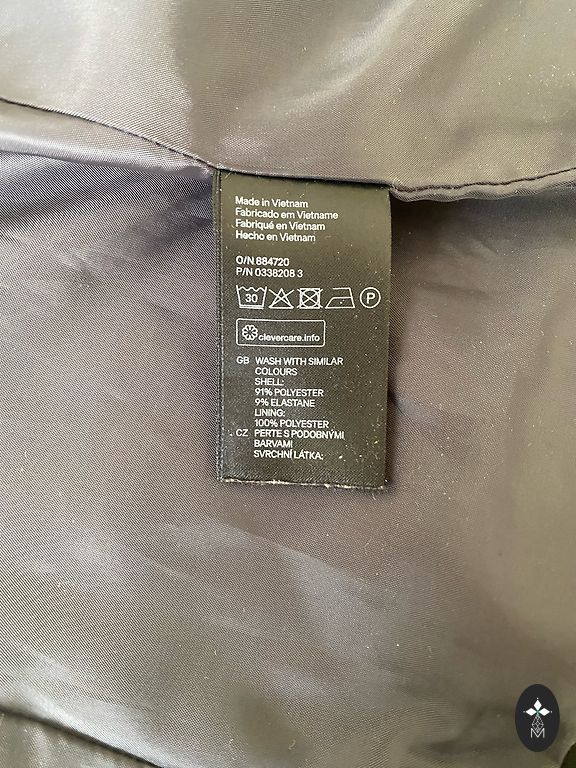 Made in Vietnam
Fabricado em Vietname
Fabriqué en Vietnam
Hecho en Vietnam
O/N 884720
P/N 0338208 3
30 P
clevercare.info
GB WASH WITH SIMILAR
COLOURS
SHELL:
91% POLYESTER
9% ELASTANE
LINING:
100% POLYESTER
CZ PERTE S PODOBNÝMI
BARVAMI
SVRCHNÍ LÁTKA:
M